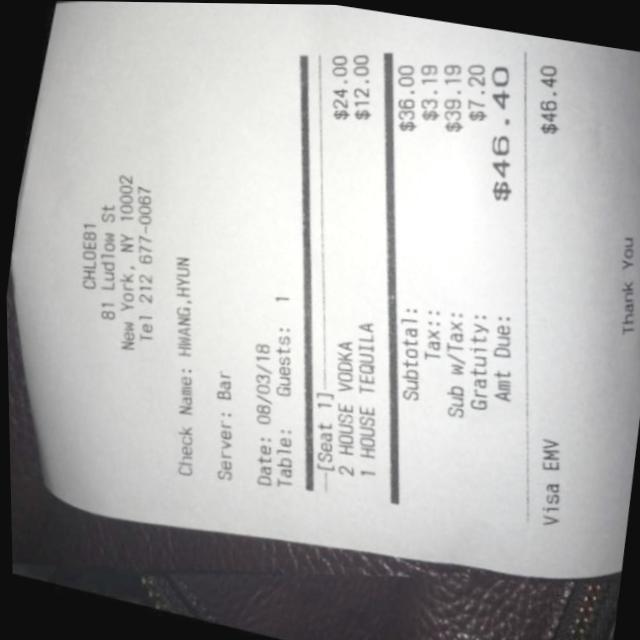 CHLOE81
81 Ludlow St
New York, NY 10002
Tel 212 677-0067
Check Name: HWANG,HYUN
Server: Bar
Date: 08/03/18
Table: Guests: 1
[Seat 1]
2 HOUSE VODKA $24.00
1 HOUSE TEQUILA $12.00
Subtotal: $36.00
Tax:: $3.19
Sub w/Tax: $39.19
Gratuity: $7.20
Amt Due: $46.40
Visa EMV $46.40
Thank You